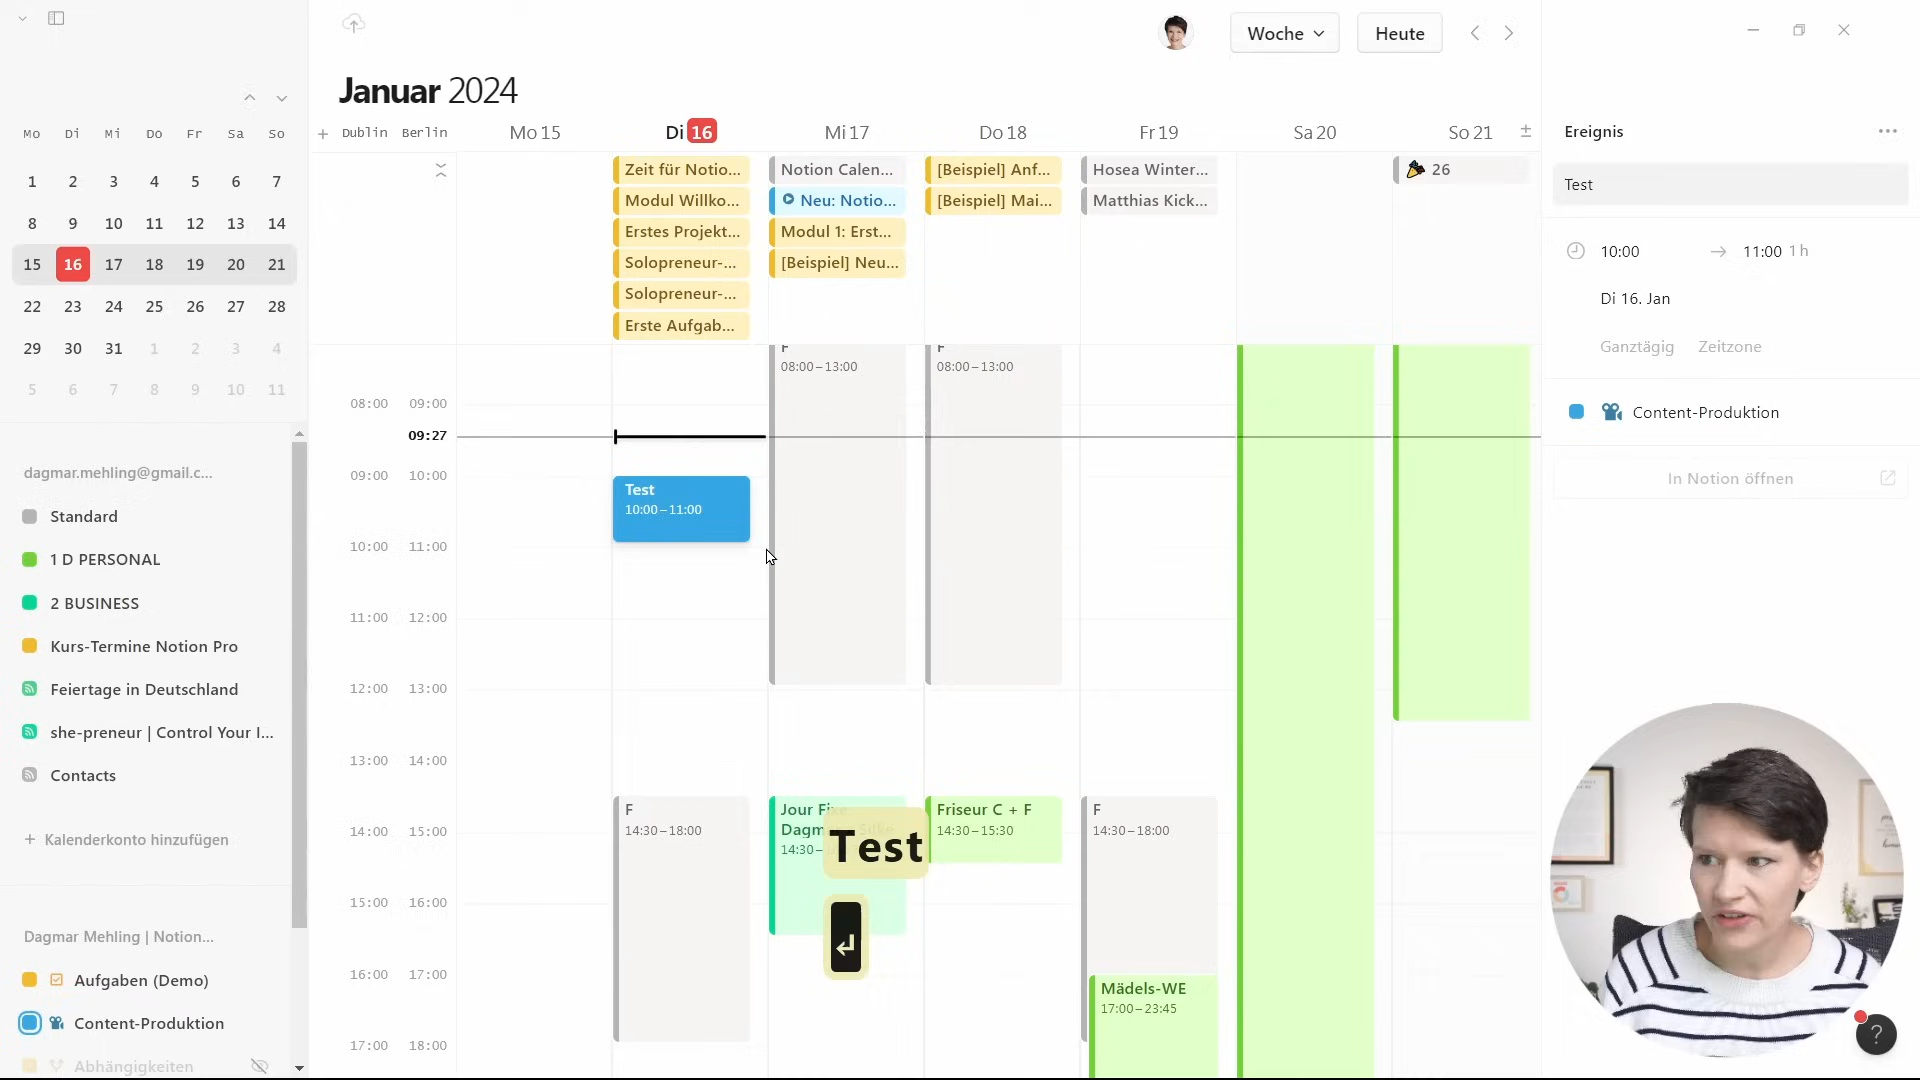 Woche
Heute
Januar 2024
Mo Di Mi Do Fr Sa So
1 2 3 4 5 6 7
8 9 10 11 12 13 14
15 16 17 18 19 20 21
22 23 24 25 26 27 28
29 30 31 1 2 3 4
5 6 7 8 9 10 11
dagmar.mehling@gmail.c...
Standard
1 D PERSONAL
2 BUSINESS
Kurs-Termine Notion Pro
Feiertage in Deutschland
she-preneur | Control Your I...
Contacts
+ Kalenderkonto hinzufügen
Dagmar Mehling | Notion...
Aufgaben (Demo)
Content-Produktion
Abhängigkeiten
+ Dublin Berlin
Mo 15 Di 16 Mi 17 Do 18 Fr 19 Sa 20 So 21
Zeit für Notio...
Modul Willko...
Erstes Projekt...
Solopreneur-...
Solopreneur-...
Erste Aufgab...
Notion Calen...
Neu: Notio...
Modul 1: Erst...
[Beispiel] Neu...
[Beispiel] Anf...
[Beispiel] Mai...
Hosea Winter...
Matthias Kick...
26
08:00 09:00
09:27
09:00 10:00
10:00 11:00
11:00 12:00
12:00 13:00
13:00 14:00
14:00 15:00
15:00 16:00
16:00 17:00
17:00 18:00
Test
10:00–11:00
F
14:30–18:00
F
08:00–13:00
Jour Fixe
Dagm
14:30–
F
08:00–13:00
Friseur C + F
14:30–15:30
F
14:30–18:00
Mädels-WE
17:00–23:45
Test
Ereignis
Test
10:00 → 11:00 1 h
Di 16. Jan
Ganztägig Zeitzone
Content-Produktion
In Notion öffnen
?